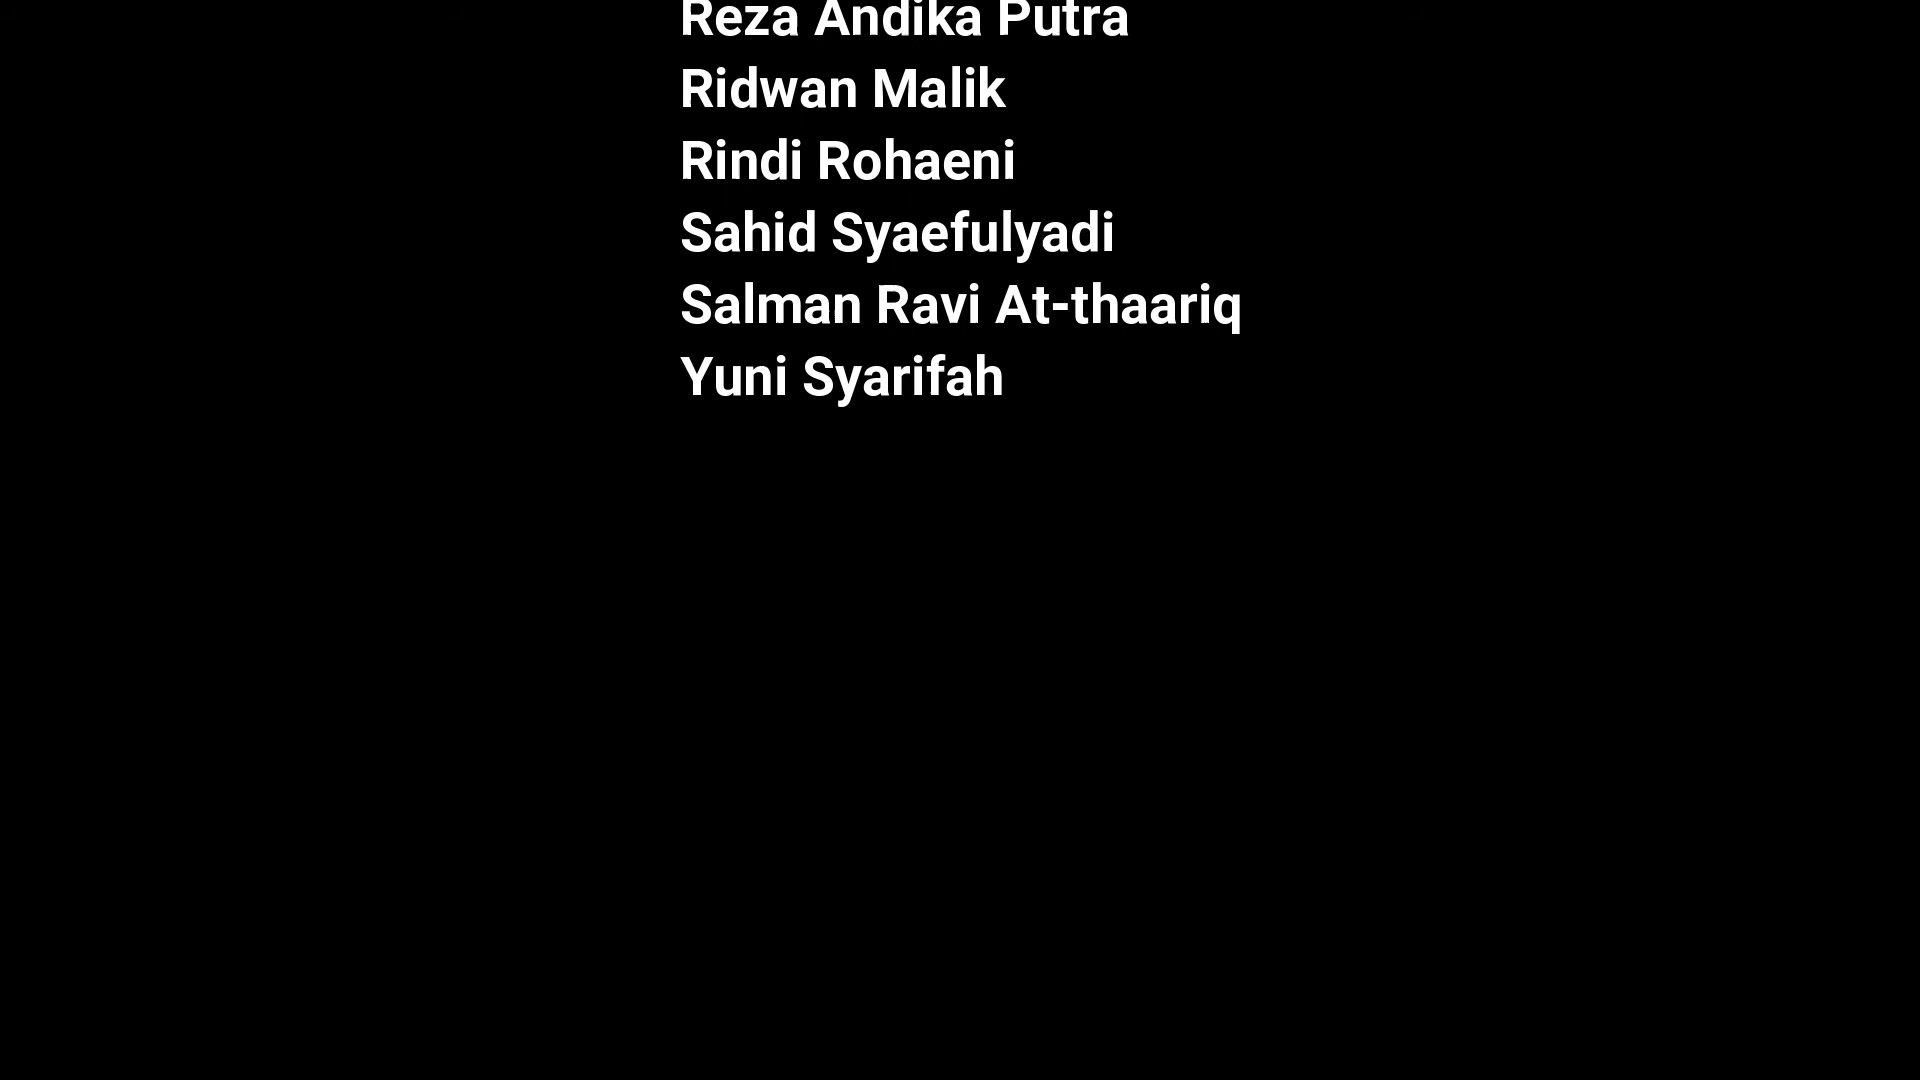 Reza Andika Putra
Ridwan Malik
Rindi Rohaeni
Sahid Syaefulyadi
Salman Ravi At-thaariq
Yuni Syarifah